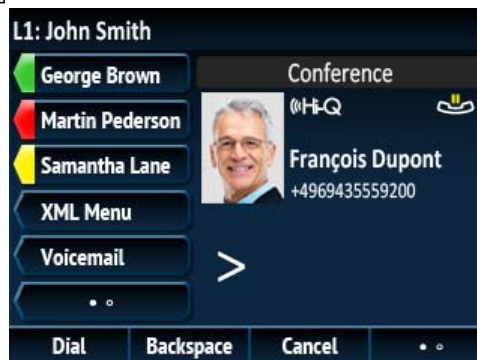 L1: John Smith
George Brown
Martin Pederson
Samantha Lane
XML Menu
Voicemail
Conference
Hi-Q
François Dupont
+4969435559200
>
Dial Backspace Cancel